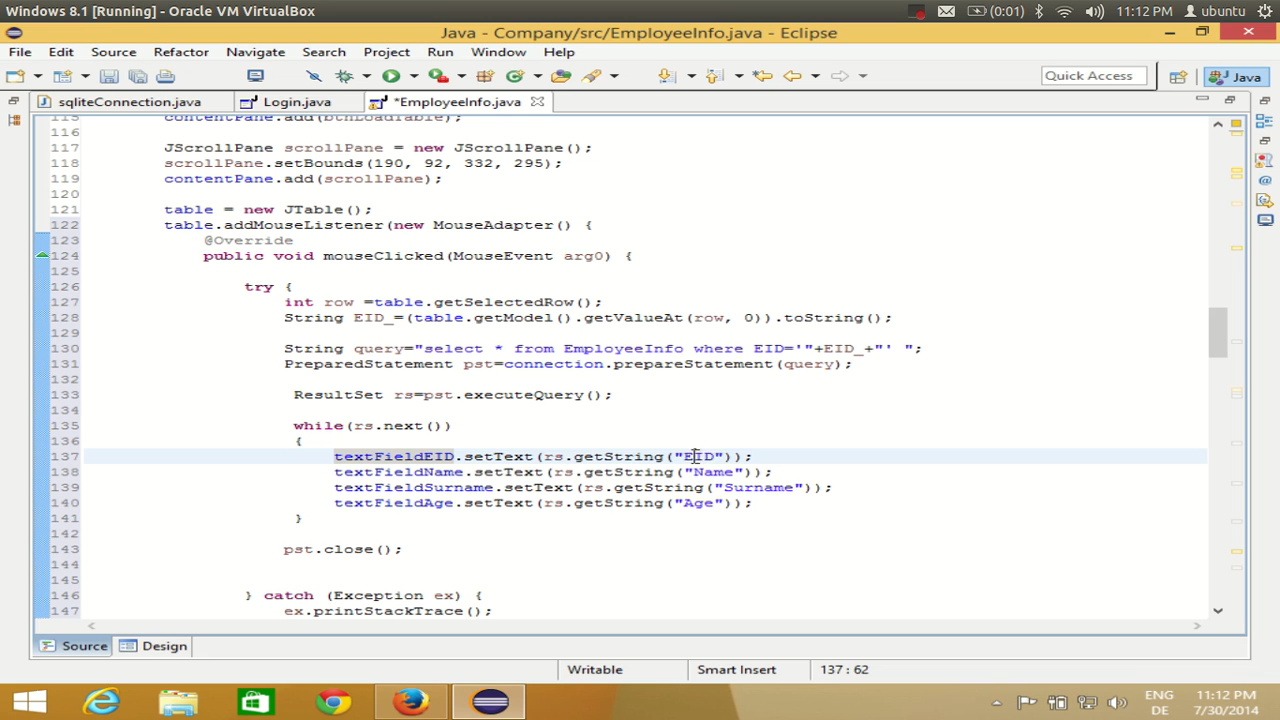 Windows 8.1 [Running] - Oracle VM VirtualBox
(0:01) 11:12 PM ubuntu
Java - Company/src/EmployeeInfo.java - Eclipse
File Edit Source Refactor Navigate Search Project Run Window Help
Quick Access Java
sqliteConnection.java Login.java *EmployeeInfo.java
115 contentPane.add(btnLoadTable);
116
117 JScrollPane scrollPane = new JScrollPane();
118 scrollPane.setBounds(190, 92, 332, 295);
119 contentPane.add(scrollPane);
120
121 table = new JTable();
122 table.addMouseListener(new MouseAdapter() {
123 @Override
124 public void mouseClicked(MouseEvent arg0) {
125
126 try {
127 int row =table.getSelectedRow();
128 String EID_=(table.getModel().getValueAt(row, 0)).toString();
129
130 String query="select * from EmployeeInfo where EID='"+EID_+"' ";
131 PreparedStatement pst=connection.prepareStatement(query);
132
133 ResultSet rs=pst.executeQuery();
134
135 while(rs.next())
136 {
137 textFieldEID.setText(rs.getString("EID"));
138 textFieldName.setText(rs.getString("Name"));
139 textFieldSurname.setText(rs.getString("Surname"));
140 textFieldAge.setText(rs.getString("Age"));
141 }
142
143 pst.close();
144
145
146 } catch (Exception ex) {
147 ex.printStackTrace();
Source Design
Writable Smart Insert 137 : 62
ENG 11:12 PM
DE 7/30/2014